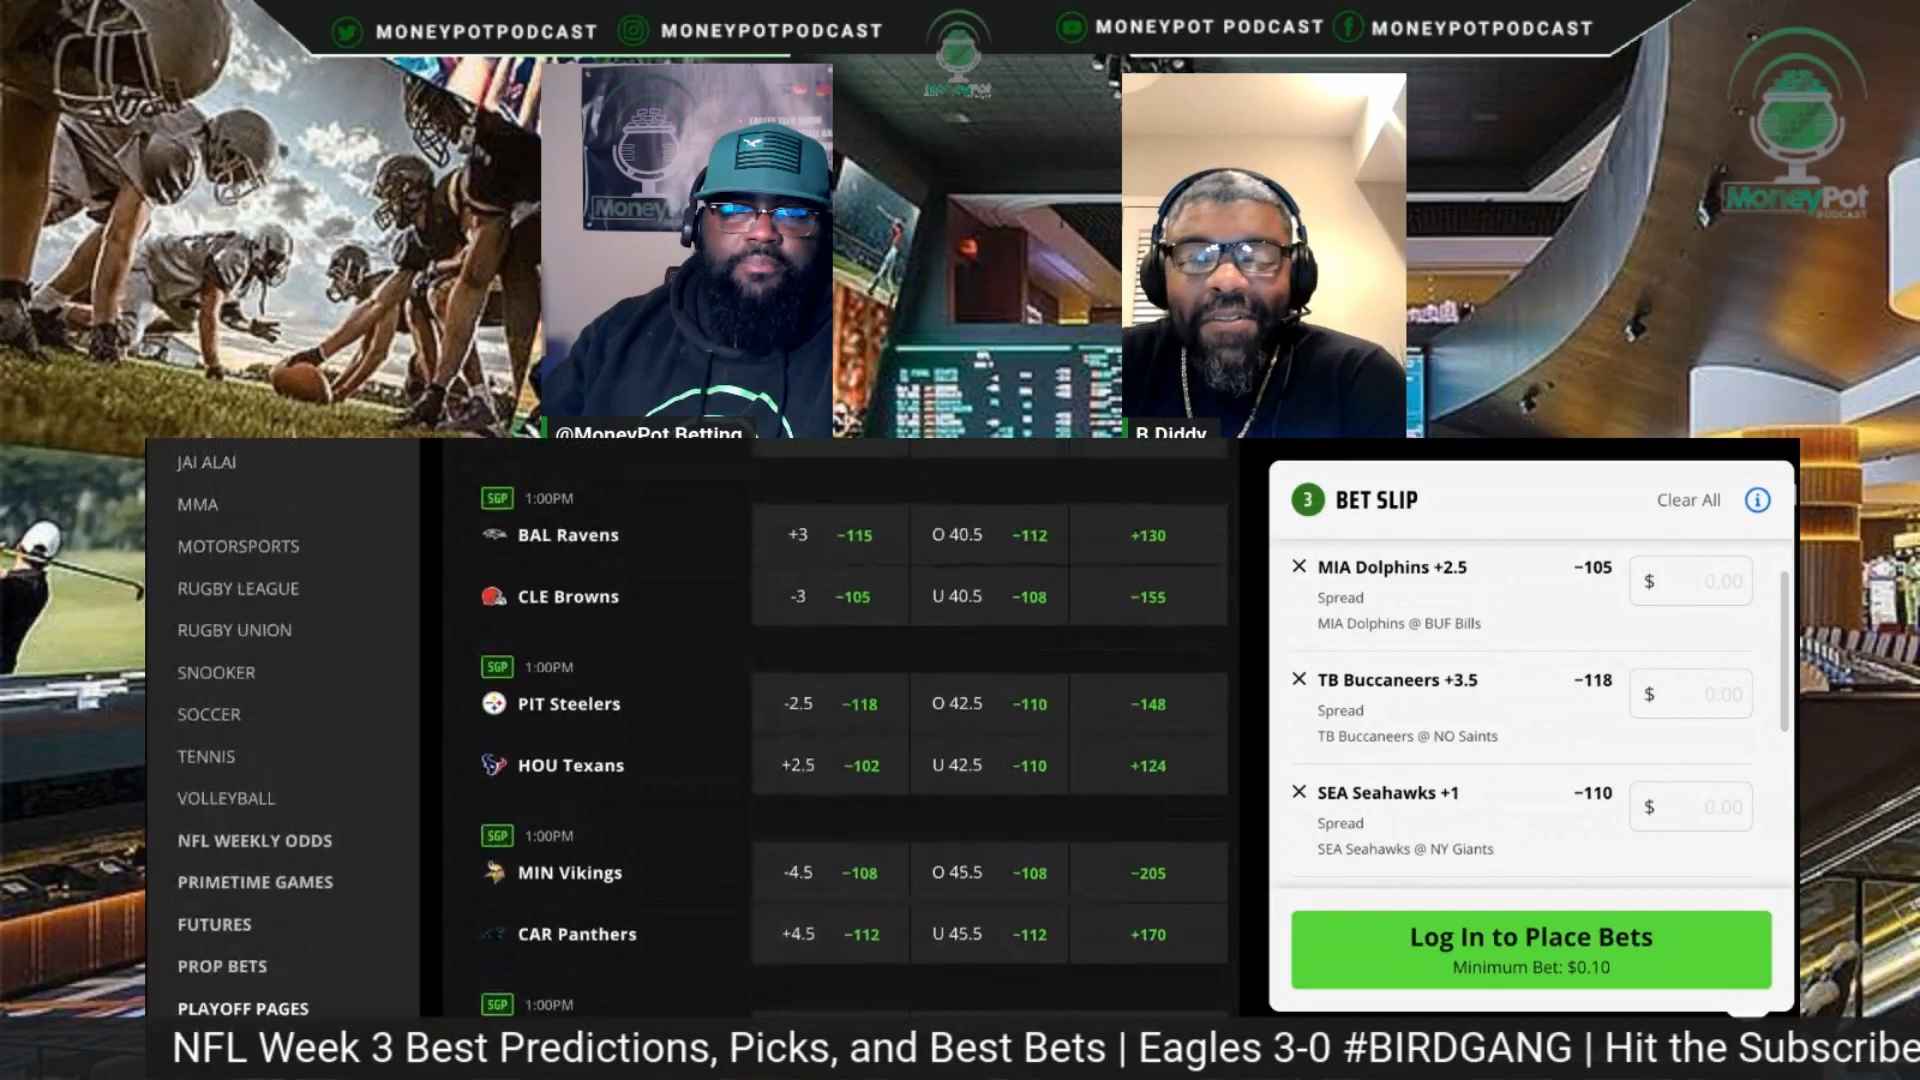 MONEYPOTPODCAST MONEYPOTPODCAST MONEYPOT PODCAST MONEYPOTPODCAST
MoneyPot
MoneyPot
PODCAST
Money
@MoneyPot Betting
B Diddy
JAI ALAI
MMA
MOTORSPORTS
RUGBY LEAGUE
RUGBY UNION
SNOOKER
SOCCER
TENNIS
VOLLEYBALL
NFL WEEKLY ODDS
PRIMETIME GAMES
FUTURES
PROP BETS
PLAYOFF PAGES
SGP 1:00PM
BAL Ravens +3 −115 O 40.5 −112 +130
CLE Browns -3 −105 U 40.5 −108 −155
SGP 1:00PM
PIT Steelers -2.5 −118 O 42.5 −110 −148
HOU Texans +2.5 −102 U 42.5 −110 +124
SGP 1:00PM
MIN Vikings -4.5 −108 O 45.5 −108 −205
CAR Panthers +4.5 −112 U 45.5 −112 +170
SGP 1:00PM
3 BET SLIP Clear All
MIA Dolphins +2.5 −105 $ 0.00
Spread
MIA Dolphins @ BUF Bills
TB Buccaneers +3.5 −118 $ 0.00
Spread
TB Buccaneers @ NO Saints
SEA Seahawks +1 −110 $ 0.00
Spread
SEA Seahawks @ NY Giants
Log In to Place Bets
Minimum Bet: $0.10
NFL Week 3 Best Predictions, Picks, and Best Bets | Eagles 3-0 #BIRDGANG | Hit the Subscribe